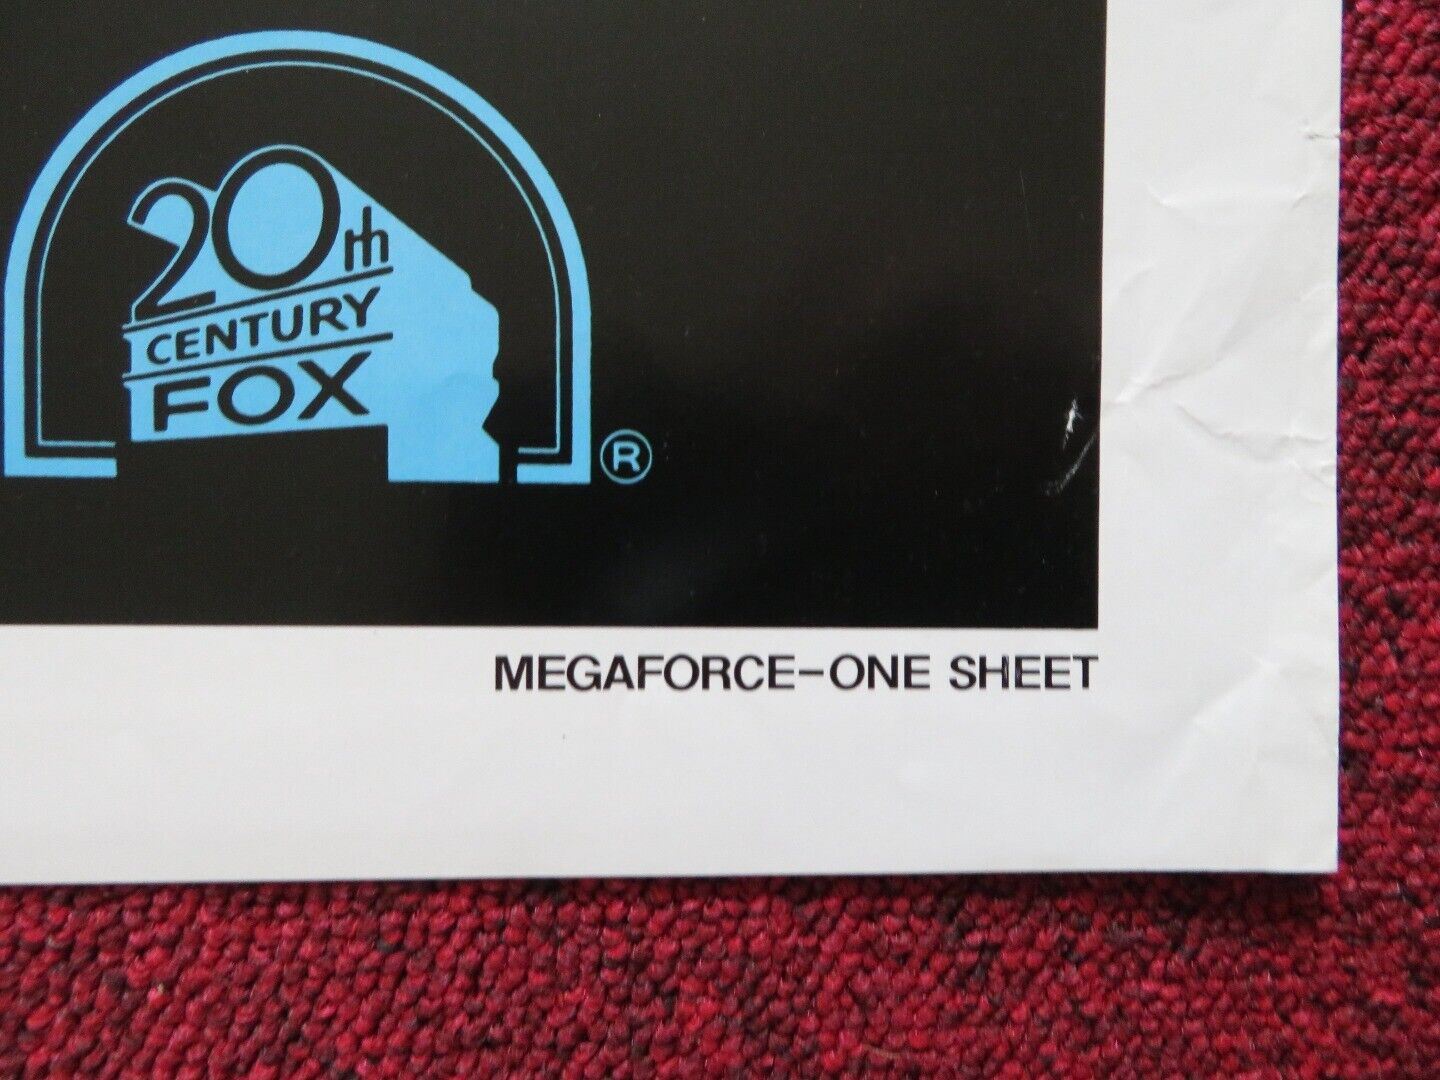 20th
CENTURY
FOX
®
MEGAFORCE-ONE SHEET